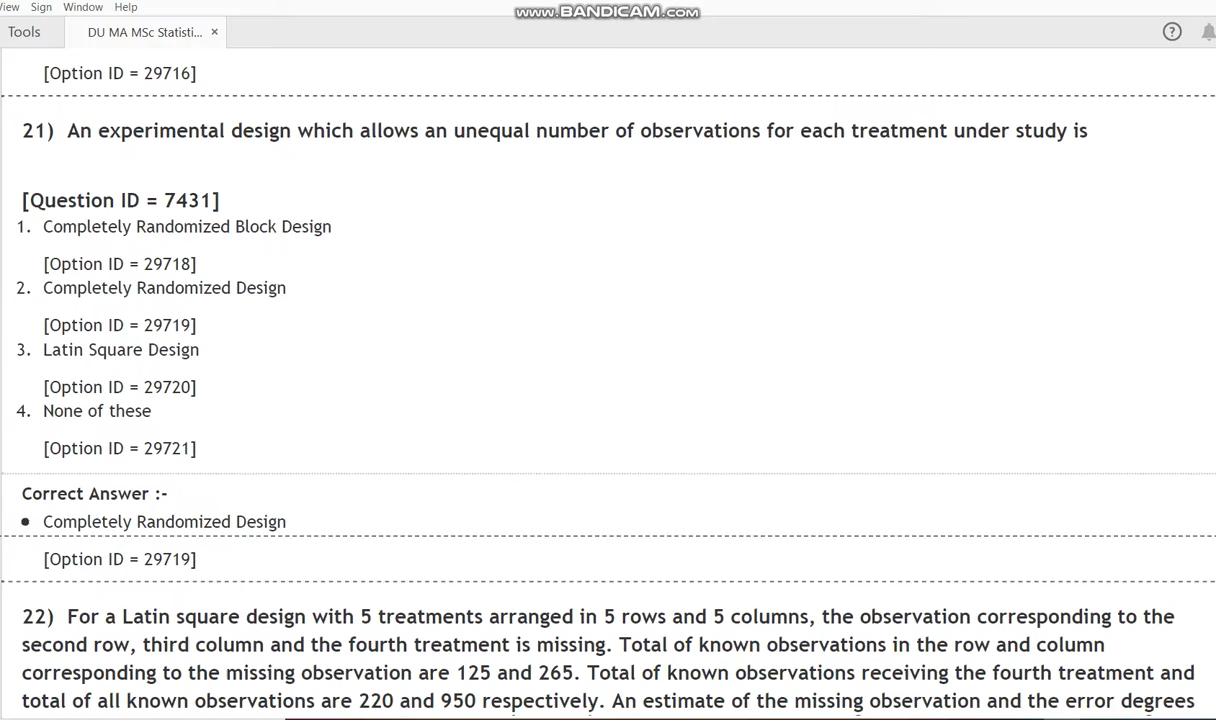 View Sign Window Help
www.BANDICAM.com
Tools DU MA MSc Statisti... ×
[Option ID = 29716]
21) An experimental design which allows an unequal number of observations for each treatment under study is
[Question ID = 7431]
1. Completely Randomized Block Design
[Option ID = 29718]
2. Completely Randomized Design
[Option ID = 29719]
3. Latin Square Design
[Option ID = 29720]
4. None of these
[Option ID = 29721]
Correct Answer :-
• Completely Randomized Design
[Option ID = 29719]
22) For a Latin square design with 5 treatments arranged in 5 rows and 5 columns, the observation corresponding to the
second row, third column and the fourth treatment is missing. Total of known observations in the row and column
corresponding to the missing observation are 125 and 265. Total of known observations receiving the fourth treatment and
total of all known observations are 220 and 950 respectively. An estimate of the missing observation and the error degrees